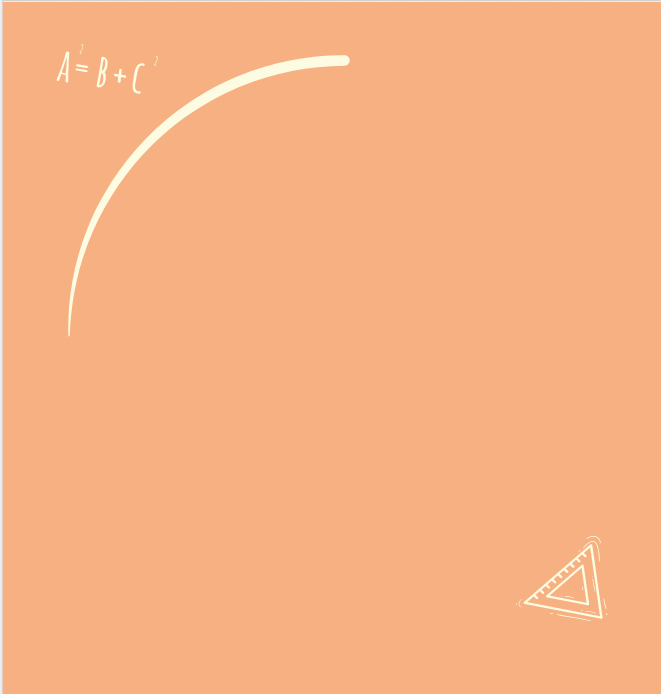 A² = B + C²